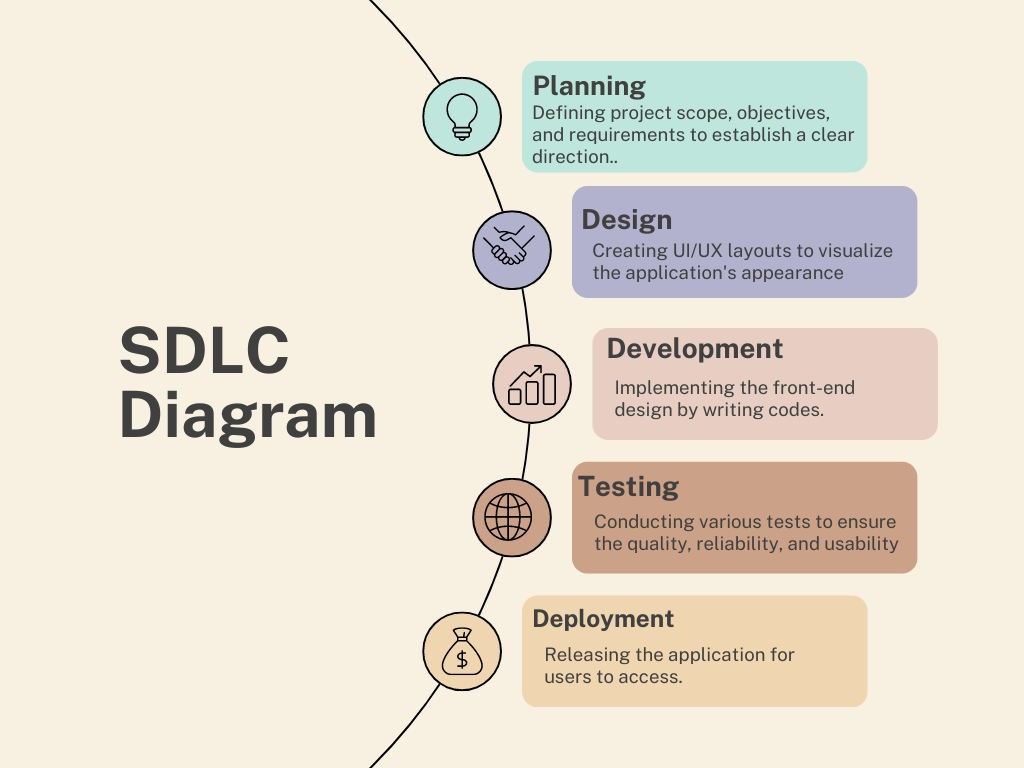 SDLC
Diagram
Planning
Defining project scope, objectives,
and requirements to establish a clear
direction..
Design
Creating UI/UX layouts to visualize
the application's appearance
Development
Implementing the front-end
design by writing codes.
Testing
Conducting various tests to ensure
the quality, reliability, and usability
$
Deployment
Releasing the application for
users to access.